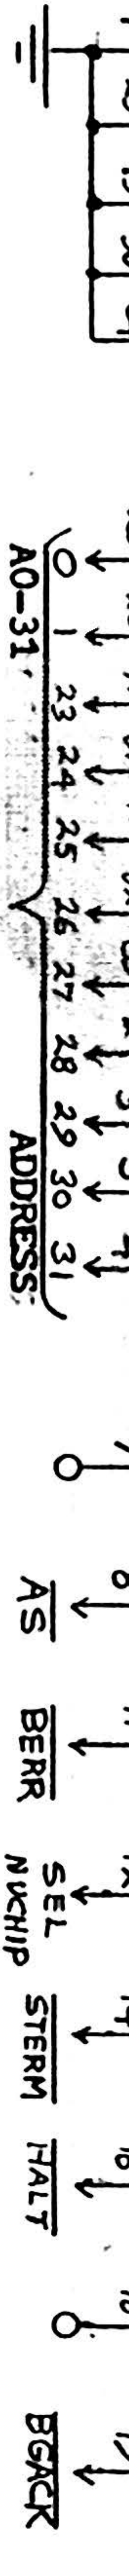 0 1 23 24 25 26 27 28 29 30 31
A0-31 ADDRESS
AS
BERR
SEL
NUCHIP
STERM
HALT
BGACK